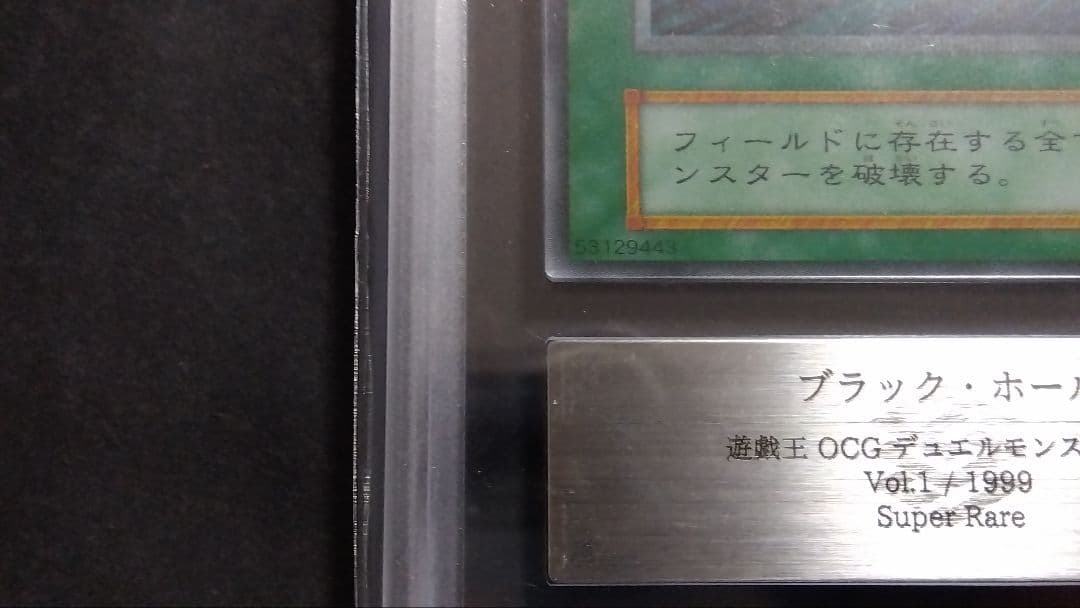 フィールドに存在する全て
ンスターを破壊する。
53129443
ブラック・ホール
遊戯王 OCG デュエルモンス
Vol.1 / 1999
Super Rare